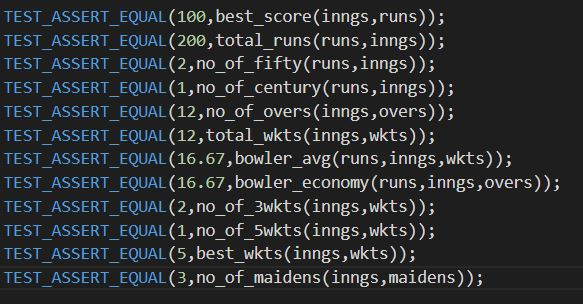 TEST_ASSERT_EQUAL(100,best_score(inngs,runs));
TEST_ASSERT_EQUAL(200,total_runs(runs,inngs));
TEST_ASSERT_EQUAL(2,no_of_fifty(runs,inngs));
TEST_ASSERT_EQUAL(1,no_of_century(runs,inngs));
TEST_ASSERT_EQUAL(12,no_of_overs(inngs,overs));
TEST_ASSERT_EQUAL(12,total_wkts(inngs,wkts));
TEST_ASSERT_EQUAL(16.67,bowler_avg(runs,inngs,wkts));
TEST_ASSERT_EQUAL(16.67,bowler_economy(runs,inngs,overs));
TEST_ASSERT_EQUAL(2,no_of_3wkts(inngs,wkts));
TEST_ASSERT_EQUAL(1,no_of_5wkts(inngs,wkts));
TEST_ASSERT_EQUAL(5,best_wkts(inngs,wkts));
TEST_ASSERT_EQUAL(3,no_of_maidens(inngs,maidens));